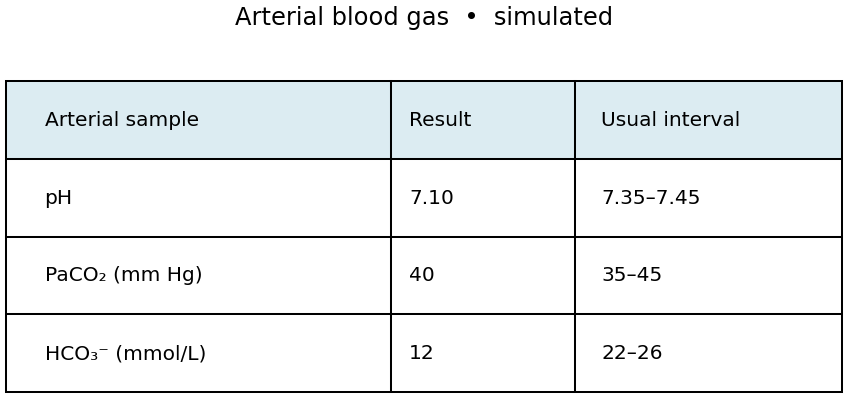 Arterial blood gas • simulated
Arterial sample Result Usual interval
pH 7.10 7.35–7.45
PaCO₂ (mm Hg) 40 35–45
HCO₃⁻ (mmol/L) 12 22–26